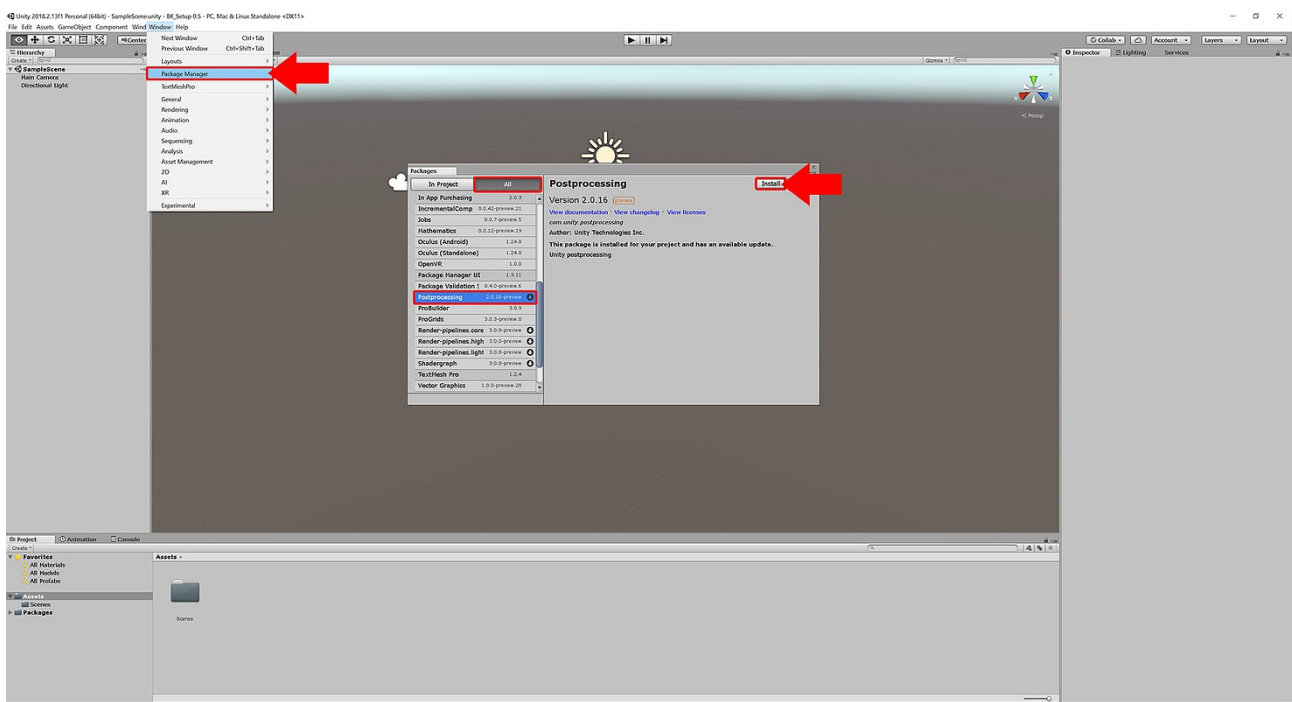 Unity 2018.2.13f1 Personal (64bit) - SampleScene.unity - BK_Setup 0.5 - PC, Mac & Linux Standalone <DX11>
File Edit Assets GameObject Component Wind Window Help
Center
Collab Account Layers Layout
Next Window Ctrl+Tab
Previous Window Ctrl+Shift+Tab
Layouts
Package Manager
TextMeshPro
General
Rendering
Animation
Audio
Sequencing
Analysis
Asset Management
2D
AI
XR
Experimental
Hierarchy
Create
SampleScene
Main Camera
Directional Light
Gizmos
Persp
Inspector Lighting Services
Packages
In Project All
In App Purchasing 2.0.3
IncrementalComp 0.0.42-preview.21
Jobs 0.0.7-preview.5
Mathematics 0.0.12-preview.19
Oculus (Android) 1.24.0
Oculus (Standalone) 1.24.0
OpenVR 1.0.0
Package Manager UI 1.9.11
Package Validation S 0.4.0-preview.6
Postprocessing 2.0.16-preview
ProBuilder 3.0.9
ProGrids 3.0.3-preview.0
Render-pipelines.core 3.0.0-preview
Render-pipelines.high 3.0.0-preview
Render-pipelines.light 3.0.0-preview
Shadergraph 3.0.0-preview
TextMesh Pro 1.2.4
Vector Graphics 1.0.0-preview.20
Postprocessing Install
Version 2.0.16 preview
View documentation · View changelog · View licenses
com.unity.postprocessing
Author: Unity Technologies Inc.
This package is installed for your project and has an available update.
Unity postprocessing
Project Animation Console
Create
Favorites
All Materials
All Models
All Prefabs
Assets
Scenes
Packages
Assets
Scenes